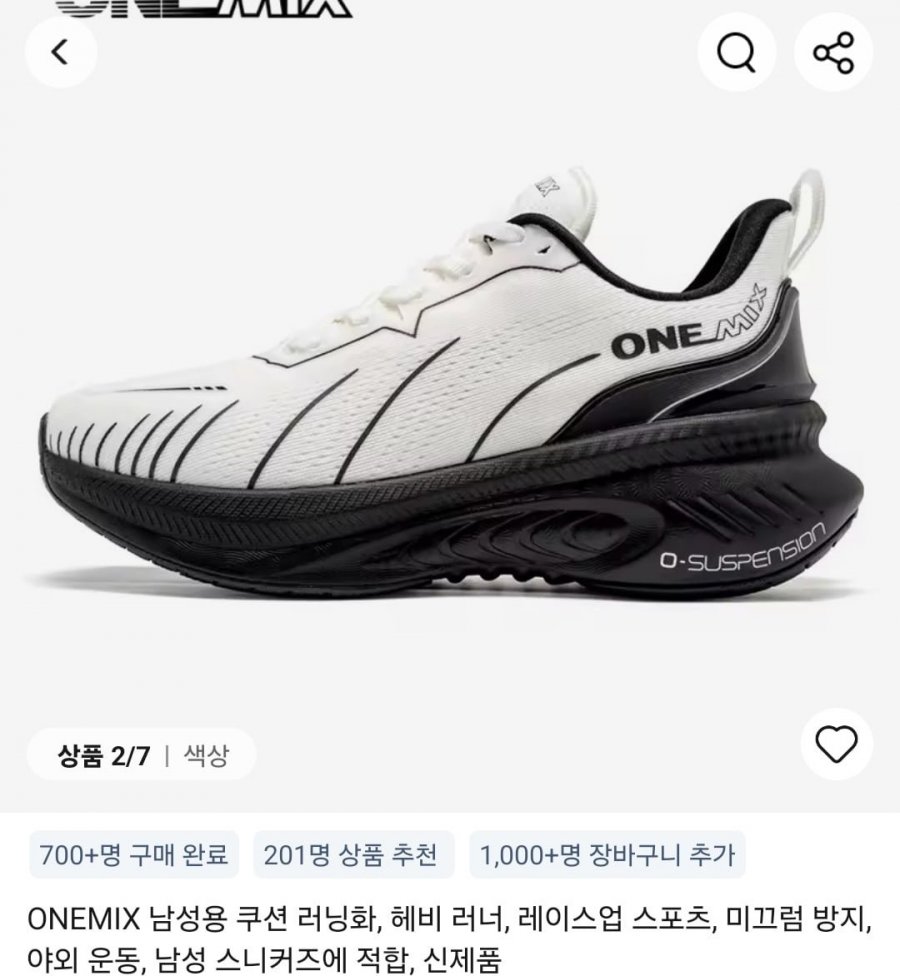 ONEMIX
MIX
ONE MIX
O-SUSPENSION
상품 2/7 | 색상
700+명 구매 완료 201명 상품 추천 1,000+명 장바구니 추가
ONEMIX 남성용 쿠션 러닝화, 헤비 러너, 레이스업 스포츠, 미끄럼 방지,
야외 운동, 남성 스니커즈에 적합, 신제품